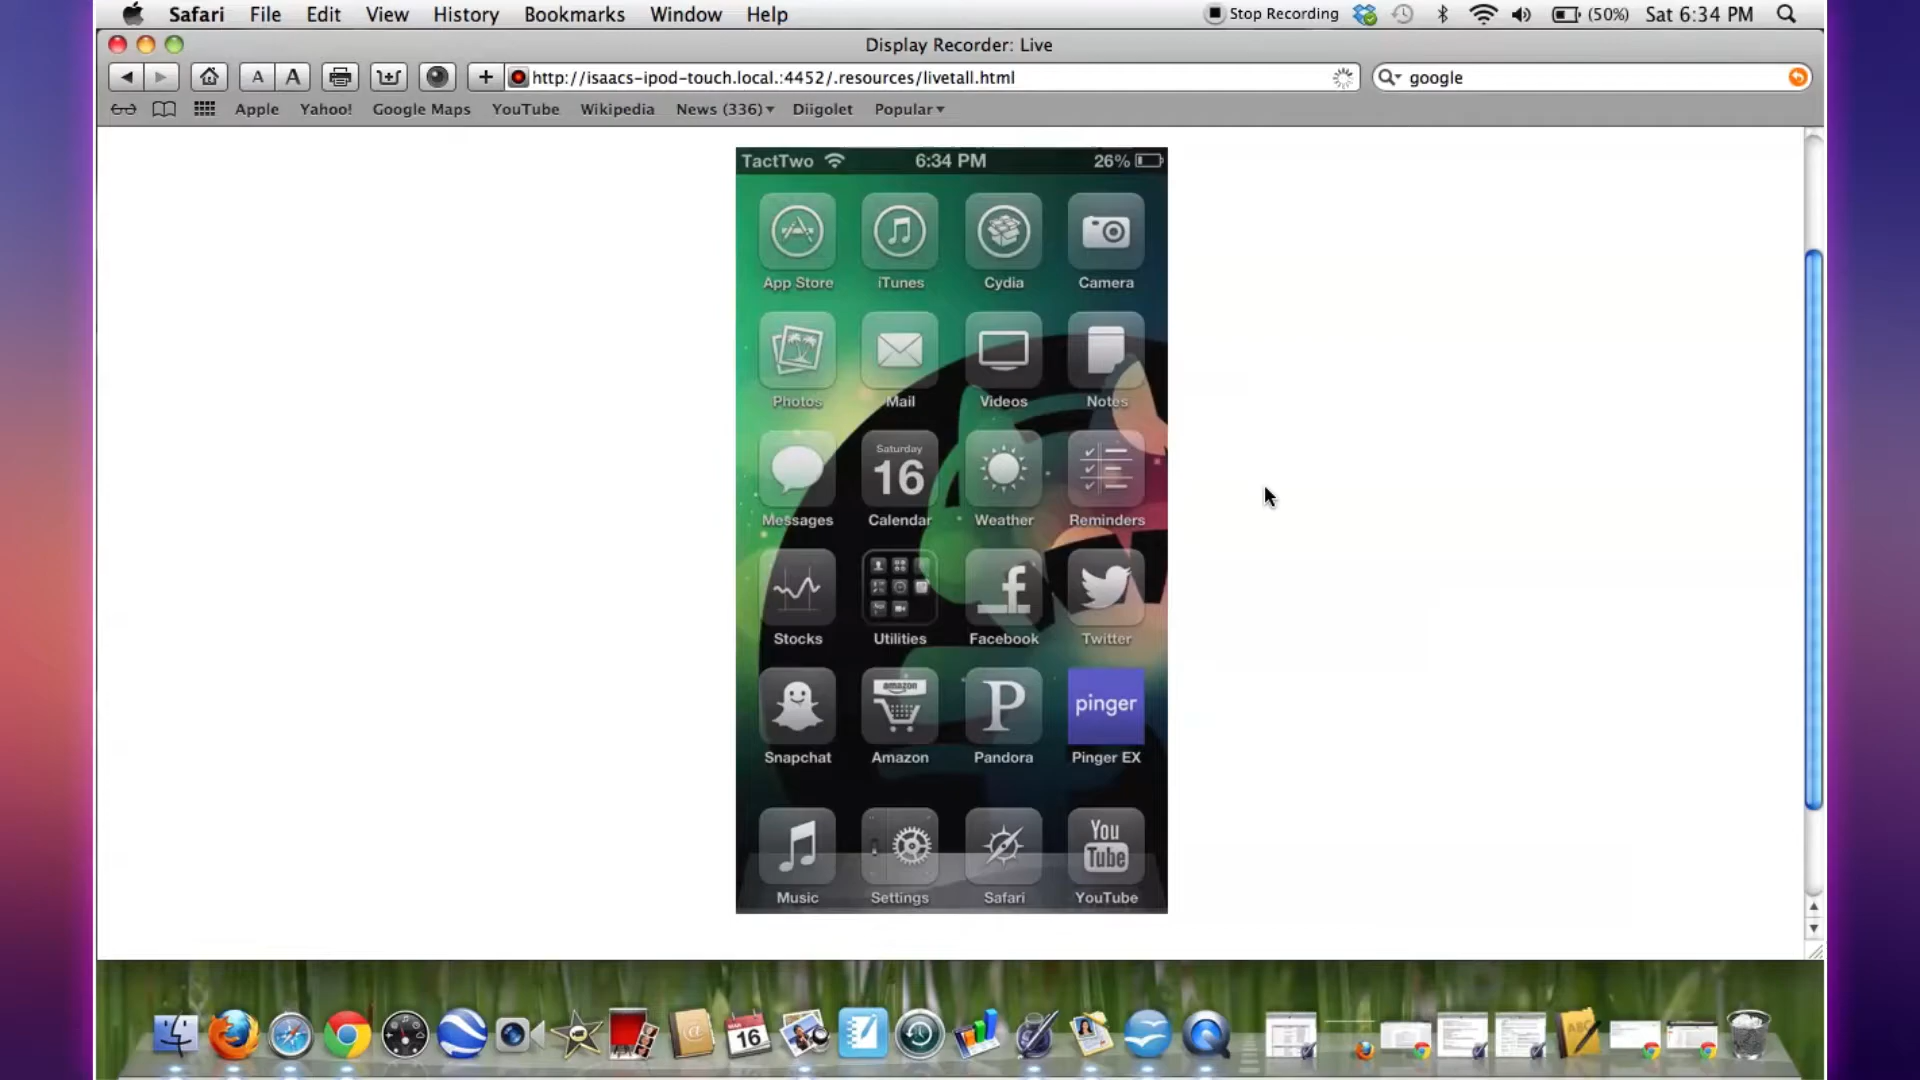 Safari File Edit View History Bookmarks Window Help Stop Recording (50%) Sat 6:34 PM
Display Recorder: Live
A A http://isaacs-ipod-touch.local.:4452/.resources/livetall.html google
Apple Yahoo! Google Maps YouTube Wikipedia News (336) Diigolet Popular
TactTwo 6:34 PM 26%
App Store iTunes Cydia Camera
Photos Mail Videos Notes
Saturday
16
Messages Calendar Weather Reminders
f
Stocks Utilities Facebook Twitter
amazon P pinger
Snapchat Amazon Pandora Pinger EX
You
Tube
Music Settings Safari YouTube
16
ABC